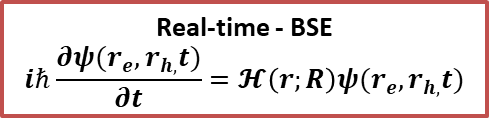 Real-time - BSE
iħ ∂ψ(r_e, r_h, t) / ∂t = ℋ(r; R)ψ(r_e, r_h, t)